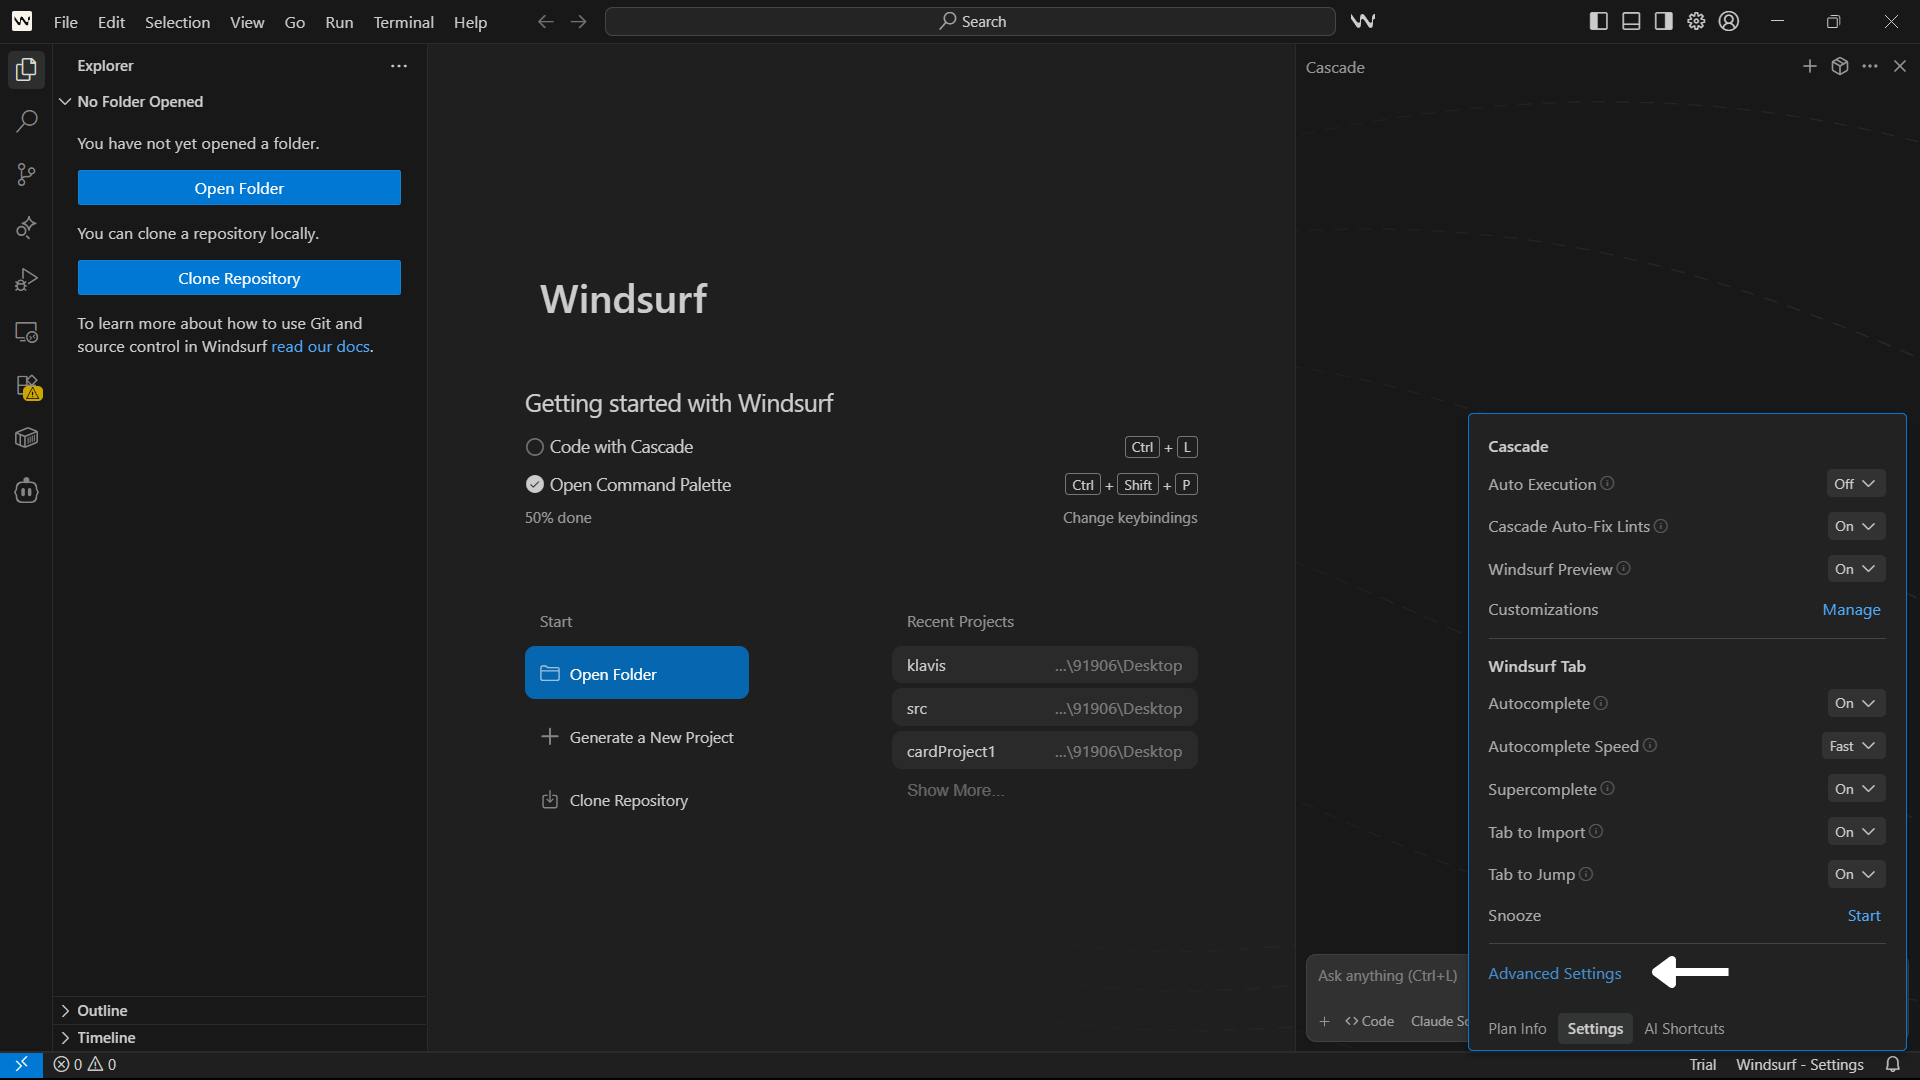 File Edit Selection View Go Run Terminal Help
Search
Explorer
No Folder Opened
You have not yet opened a folder.
Open Folder
You can clone a repository locally.
Clone Repository
To learn more about how to use Git and
source control in Windsurf read our docs.
Outline
Timeline
Windsurf
Getting started with Windsurf
Code with Cascade Ctrl + L
Open Command Palette Ctrl + Shift + P
50% done Change keybindings
Start
Open Folder
Generate a New Project
Clone Repository
Recent Projects
klavis ...\91906\Desktop
src ...\91906\Desktop
cardProject1 ...\91906\Desktop
Show More...
Cascade
Ask anything (Ctrl+L)
+ <> Code Claude So
Cascade
Auto Execution Off
Cascade Auto-Fix Lints On
Windsurf Preview On
Customizations Manage
Windsurf Tab
Autocomplete On
Autocomplete Speed Fast
Supercomplete On
Tab to Import On
Tab to Jump On
Snooze Start
Advanced Settings
Plan Info Settings AI Shortcuts
0 0
Trial Windsurf - Settings